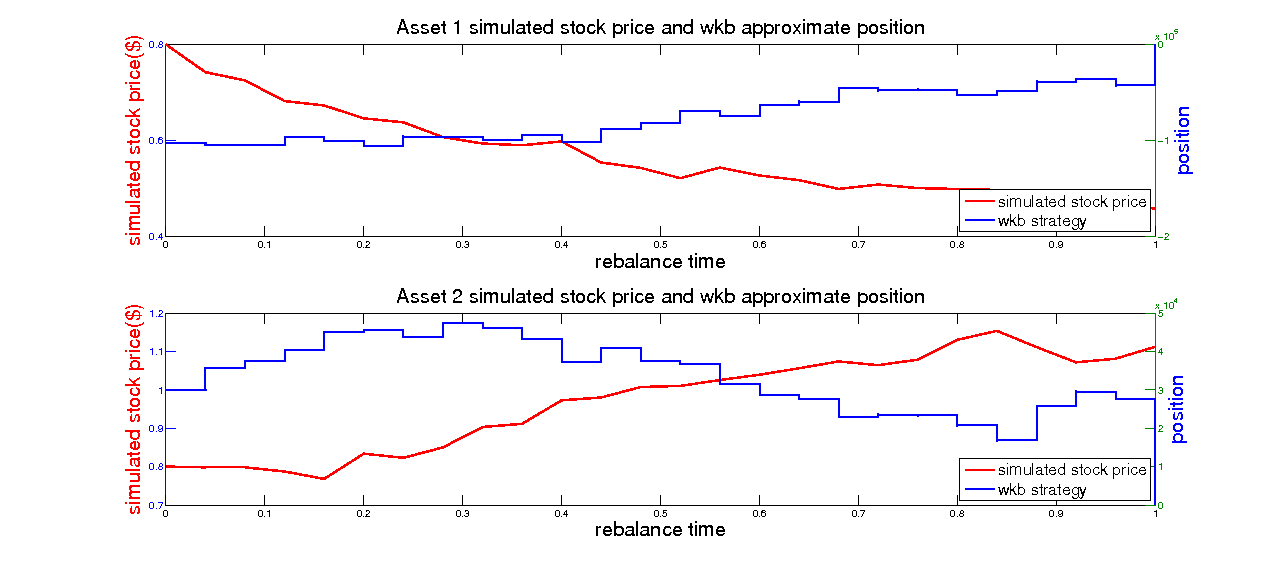 Asset 1 simulated stock price and wkb approximate position
x 10^5
0.8
0.6
0.4
0
−1
−2
simulated stock price($)
position
simulated stock price
wkb strategy
0 0.1 0.2 0.3 0.4 0.5 0.6 0.7 0.8 0.9 1
rebalance time
Asset 2 simulated stock price and wkb approximate position
x 10^4
1.2
1.1
1
0.9
0.8
0.7
5
4
3
2
1
0
simulated stock price($)
position
simulated stock price
wkb strategy
0 0.1 0.2 0.3 0.4 0.5 0.6 0.7 0.8 0.9 1
rebalance time